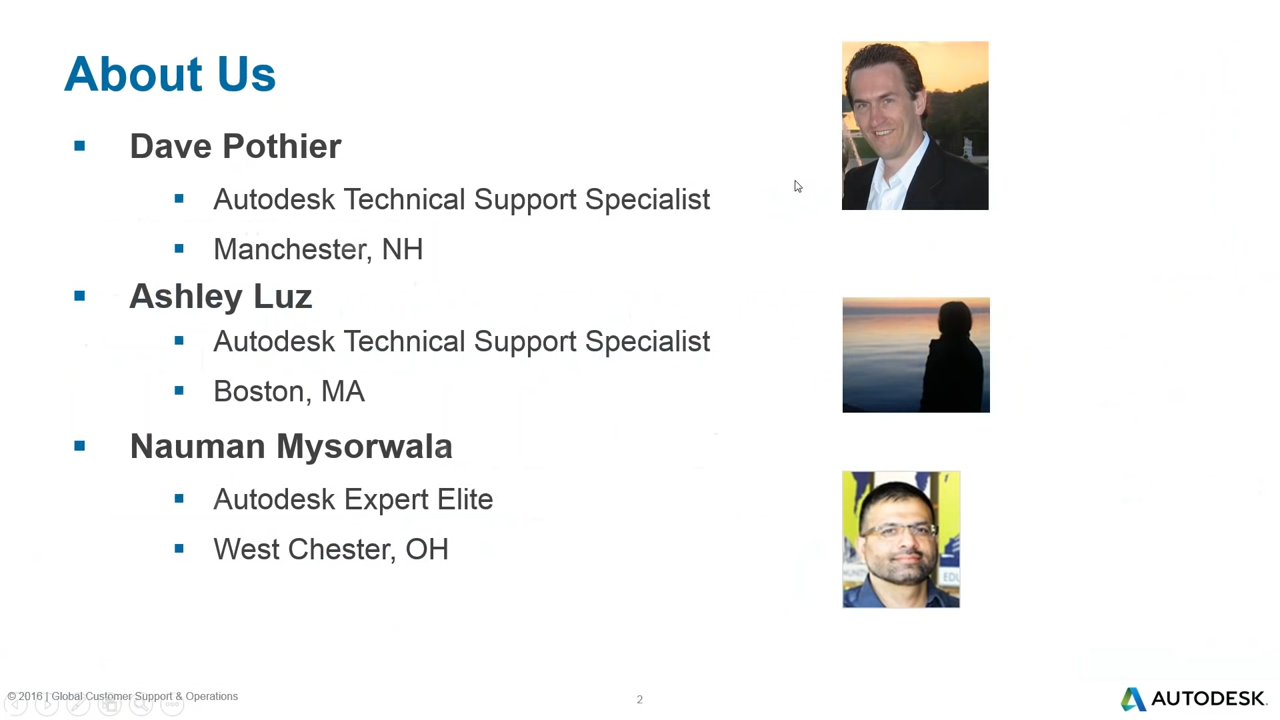 About Us
Dave Pothier
Autodesk Technical Support Specialist
Manchester, NH
Ashley Luz
Autodesk Technical Support Specialist
Boston, MA
Nauman Mysorwala
Autodesk Expert Elite
West Chester, OH
EDU
© 2016 | Global Customer Support & Operations
2
AUTODESK.